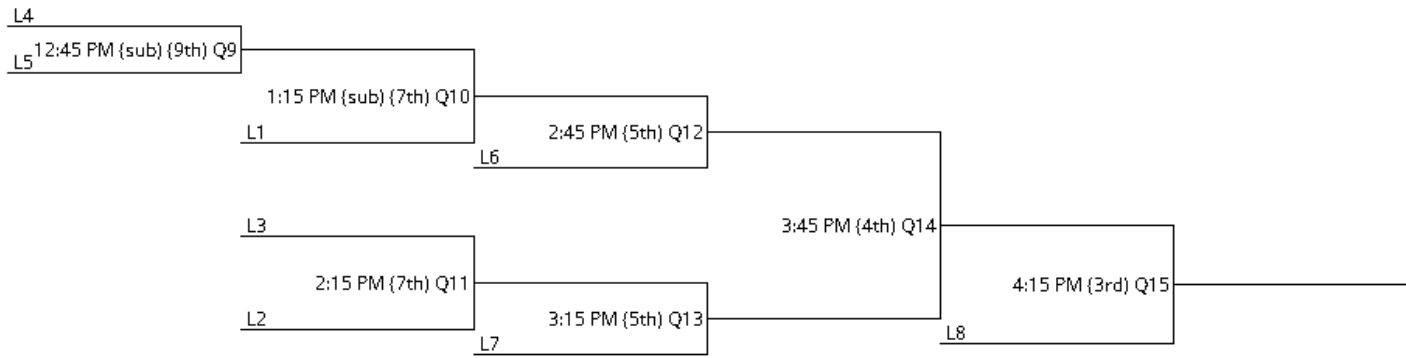 L4
12:45 PM {sub} {9th} Q9
L5
1:15 PM {sub} {7th} Q10
L1
2:45 PM {5th} Q12
L6
L3
3:45 PM {4th} Q14
2:15 PM {7th} Q11
4:15 PM {3rd} Q15
L2
3:15 PM {5th} Q13
L8
L7